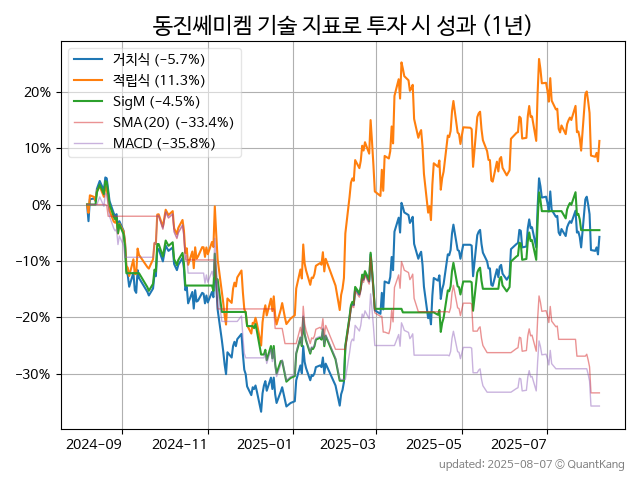 동진쎄미켐 기술 지표로 투자 시 성과 (1년)
거치식 (−5.7%)
적립식 (11.3%)
SigM (−4.5%)
SMA(20) (−33.4%)
MACD (−35.8%)
20%
10%
0%
−10%
−20%
−30%
2024-09 2024-11 2025-01 2025-03 2025-05 2025-07
updated: 2025-08-07 © QuantKang